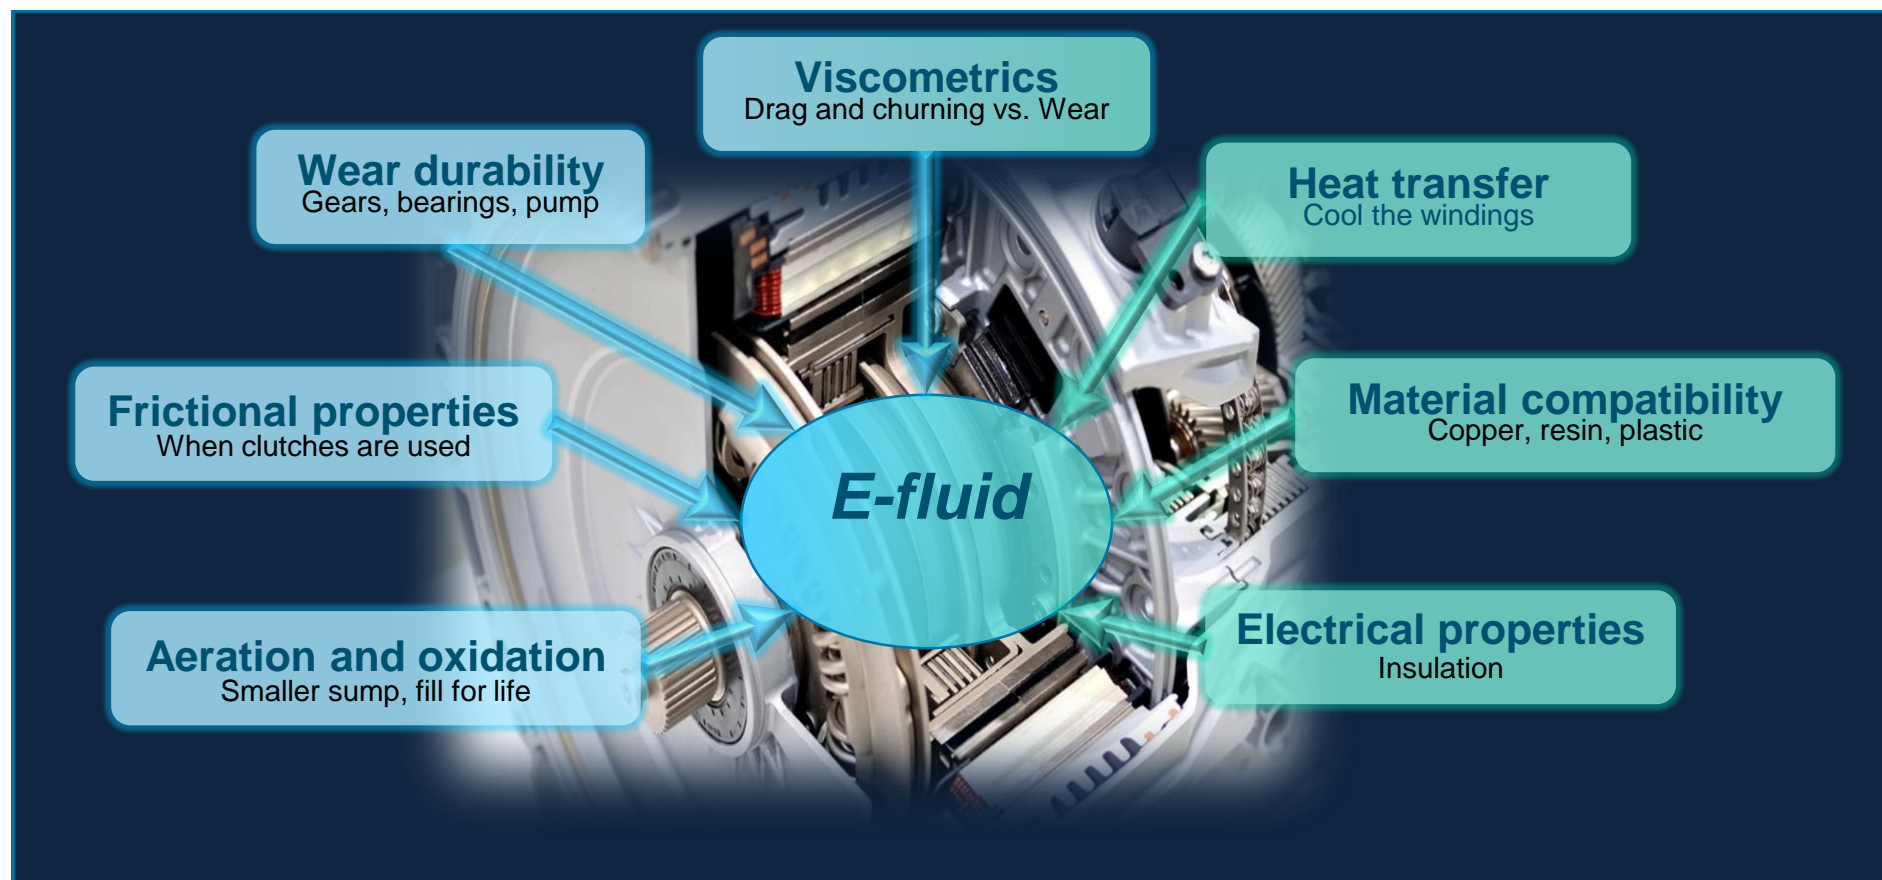 Viscometrics
Drag and churning vs. Wear
Wear durability
Gears, bearings, pump
Heat transfer
Cool the windings
Frictional properties
When clutches are used
Material compatibility
Copper, resin, plastic
E-fluid
Aeration and oxidation
Smaller sump, fill for life
Electrical properties
Insulation